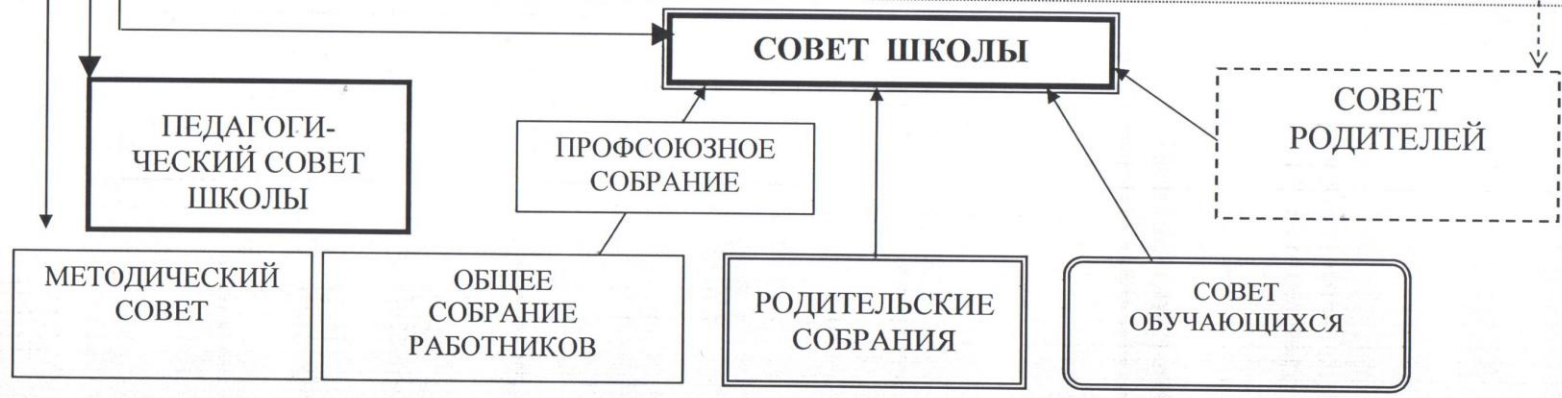 СОВЕТ ШКОЛЫ
ПЕДАГОГИ-
ЧЕСКИЙ СОВЕТ
ШКОЛЫ
ПРОФСОЮЗНОЕ
СОБРАНИЕ
СОВЕТ
РОДИТЕЛЕЙ
МЕТОДИЧЕСКИЙ
СОВЕТ
ОБЩЕЕ
СОБРАНИЕ
РАБОТНИКОВ
РОДИТЕЛЬСКИЕ
СОБРАНИЯ
СОВЕТ
ОБУЧАЮЩИХСЯ